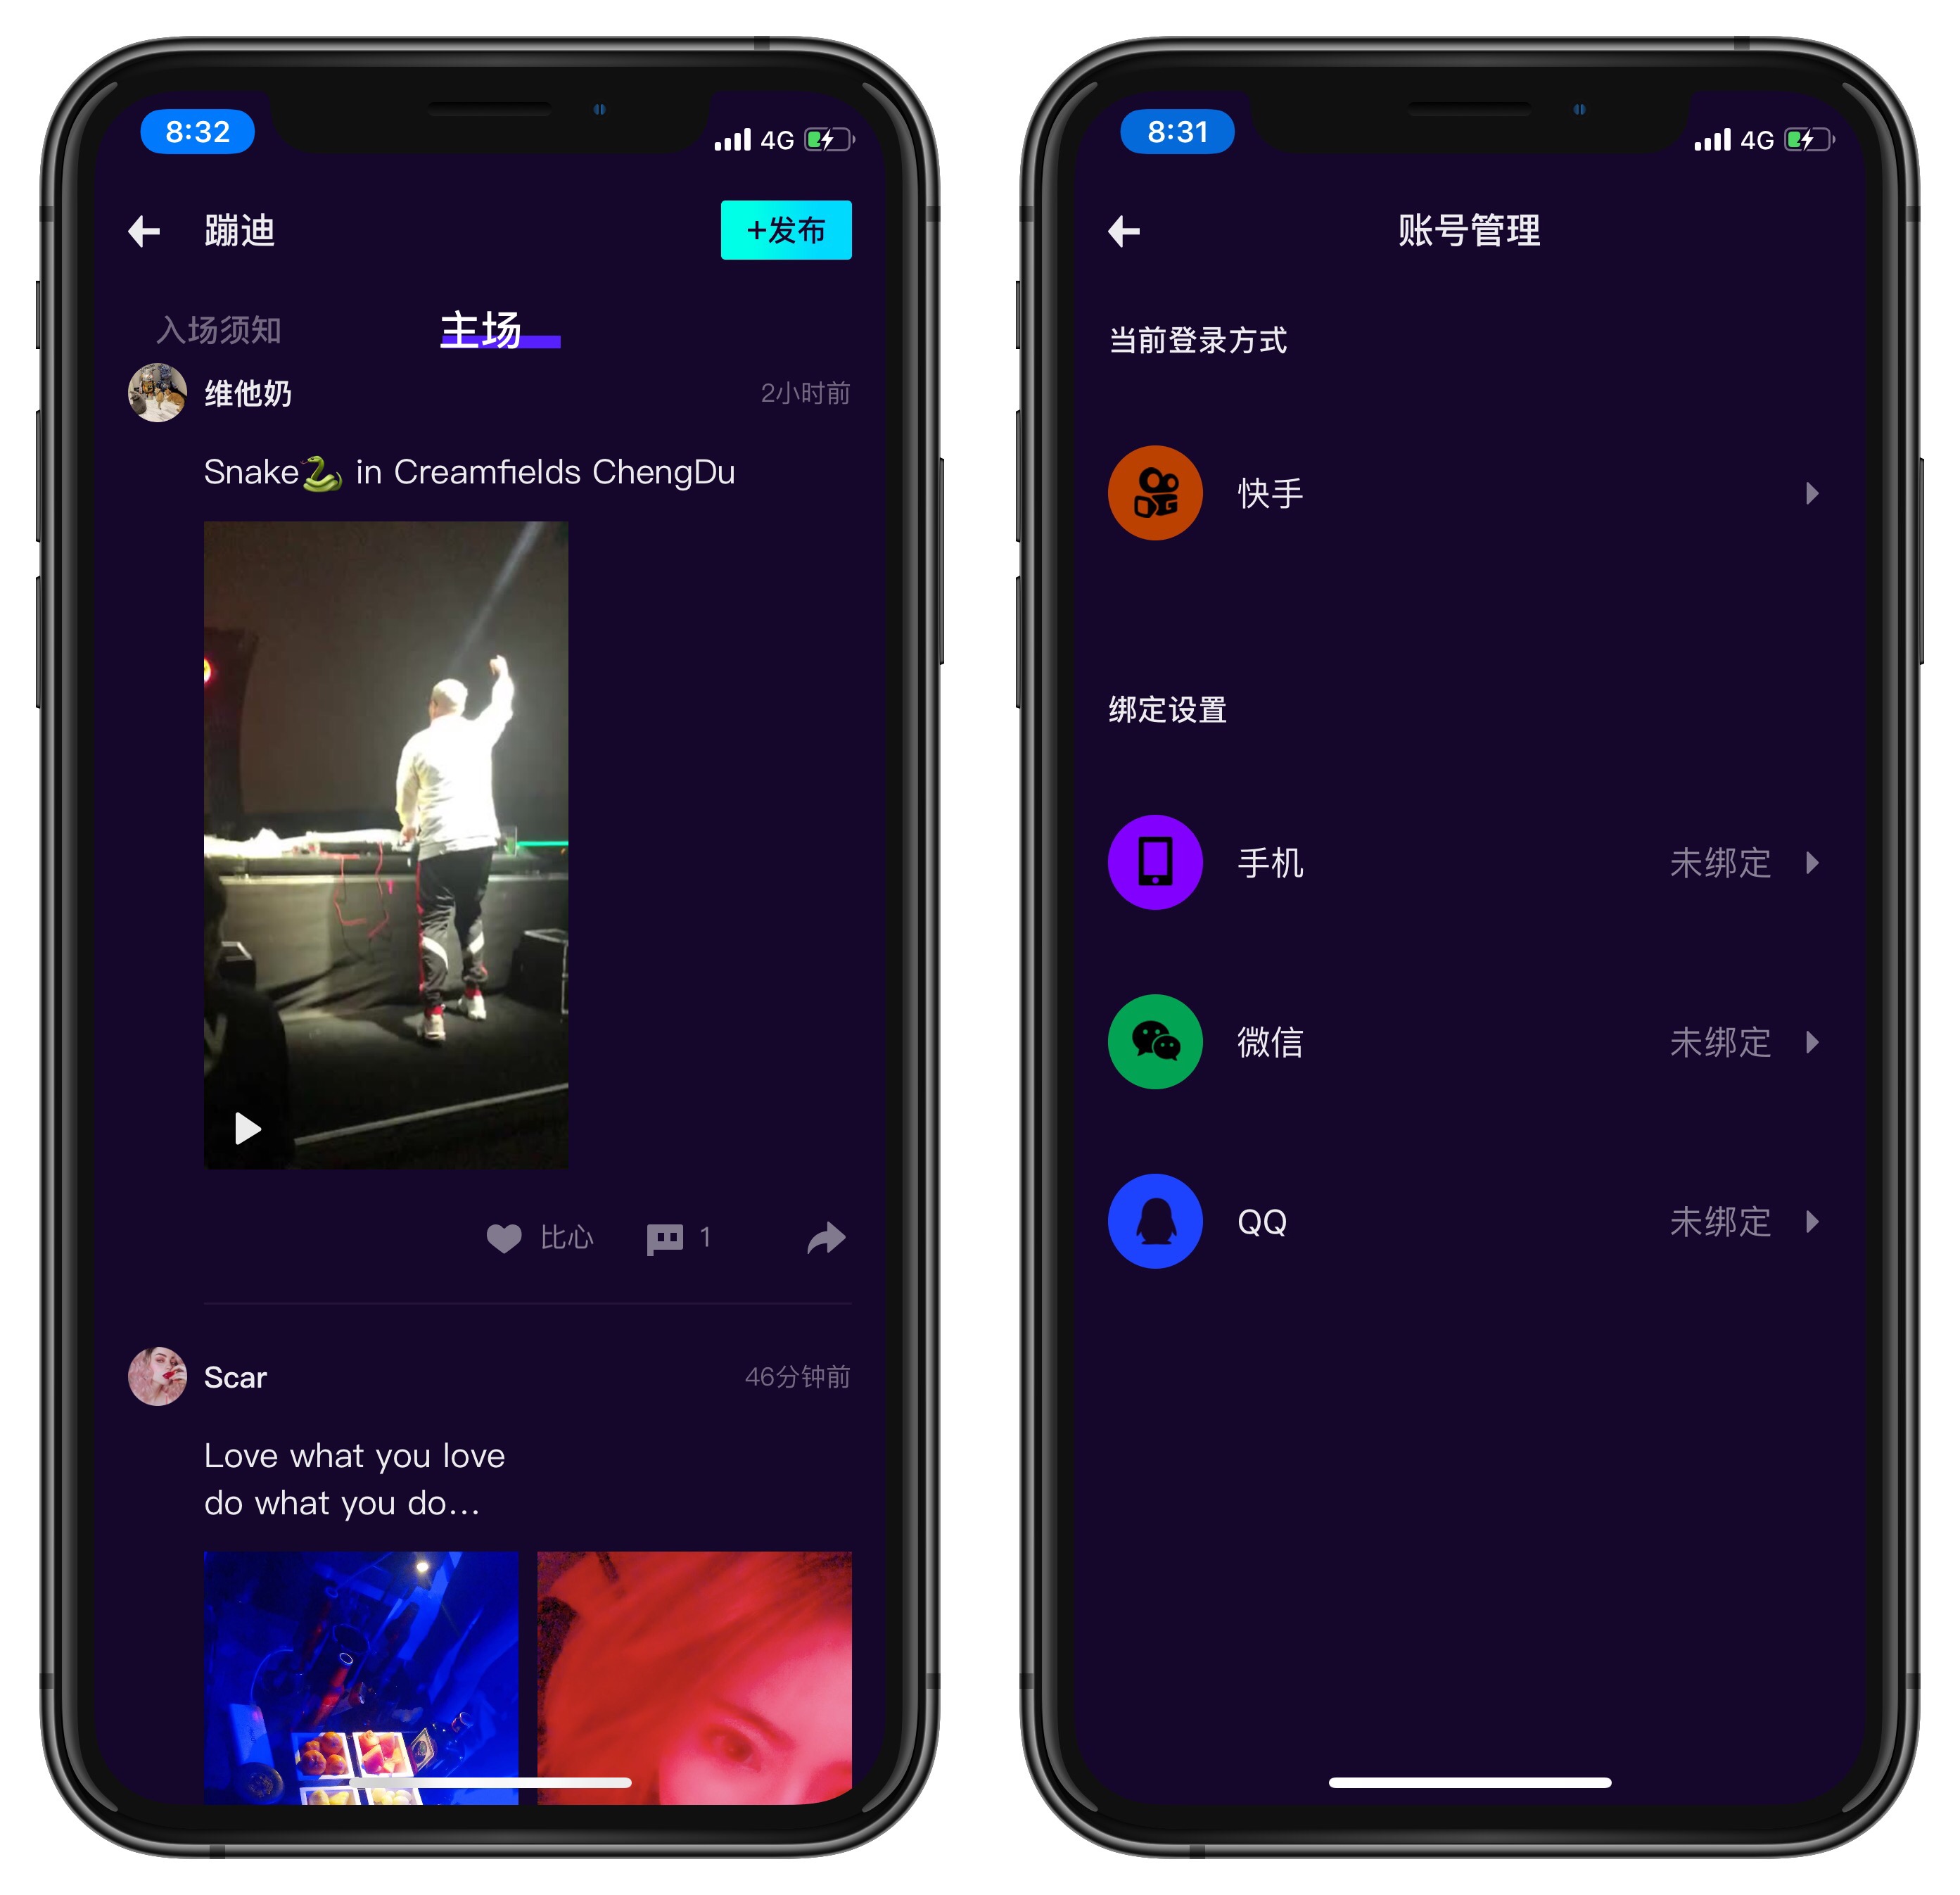 8:32
4G
蹦迪
+发布
入场须知
主场
维他奶
2小时前
Snake🐍 in Creamfields ChengDu
比心
1
Scar
46分钟前
Love what you love
do what you do...
8:31
4G
账号管理
当前登录方式
快手
绑定设置
手机
未绑定
微信
未绑定
QQ
未绑定